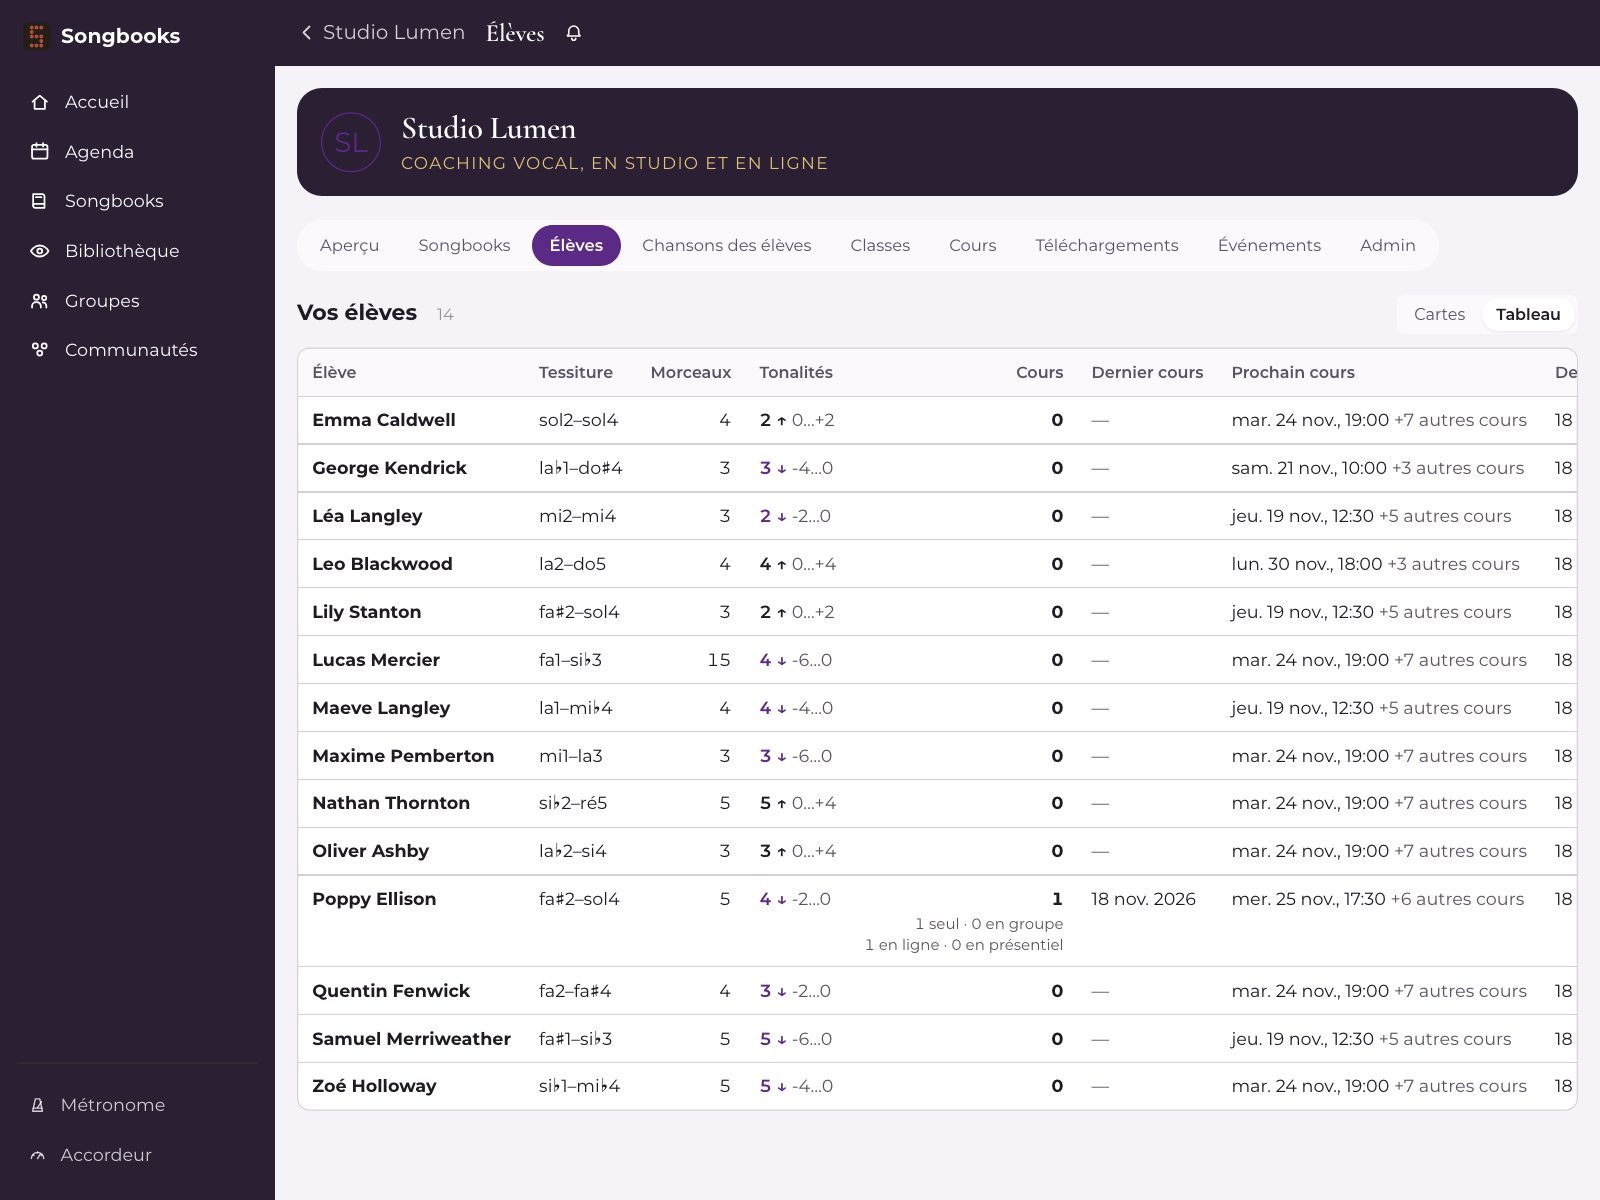 Songbooks
Accueil
Agenda
Songbooks
Bibliothèque
Groupes
Communautés
Métronome
Accordeur
Studio Lumen Élèves
SL
Studio Lumen
COACHING VOCAL, EN STUDIO ET EN LIGNE
Aperçu Songbooks Élèves Chansons des élèves Classes Cours Téléchargements Événements Admin
Vos élèves 14
Cartes Tableau
Élève Tessiture Morceaux Tonalités Cours Dernier cours Prochain cours De
Emma Caldwell sol2–sol4 4 2 ↑ 0…+2 0 — mar. 24 nov., 19:00 +7 autres cours 18
George Kendrick la♭1–do♯4 3 3 ↓ -4…0 0 — sam. 21 nov., 10:00 +3 autres cours 18
Léa Langley mi2–mi4 3 2 ↓ -2…0 0 — jeu. 19 nov., 12:30 +5 autres cours 18
Leo Blackwood la2–do5 4 4 ↑ 0…+4 0 — lun. 30 nov., 18:00 +3 autres cours 18
Lily Stanton fa♯2–sol4 3 2 ↑ 0…+2 0 — jeu. 19 nov., 12:30 +5 autres cours 18
Lucas Mercier fa1–si♭3 15 4 ↓ -6…0 0 — mar. 24 nov., 19:00 +7 autres cours 18
Maeve Langley la1–mi♭4 4 4 ↓ -4…0 0 — jeu. 19 nov., 12:30 +5 autres cours 18
Maxime Pemberton mi1–la3 3 3 ↓ -6…0 0 — mar. 24 nov., 19:00 +7 autres cours 18
Nathan Thornton si♭2–ré5 5 5 ↑ 0…+4 0 — mar. 24 nov., 19:00 +7 autres cours 18
Oliver Ashby la♭2–si4 3 3 ↑ 0…+4 0 — mar. 24 nov., 19:00 +7 autres cours 18
Poppy Ellison fa♯2–sol4 5 4 ↓ -2…0 1 18 nov. 2026 mer. 25 nov., 17:30 +6 autres cours 18
1 seul · 0 en groupe
1 en ligne · 0 en présentiel
Quentin Fenwick fa2–fa♯4 4 3 ↓ -2…0 0 — mar. 24 nov., 19:00 +7 autres cours 18
Samuel Merriweather fa♯1–si♭3 5 5 ↓ -6…0 0 — jeu. 19 nov., 12:30 +5 autres cours 18
Zoé Holloway si♭1–mi♭4 5 5 ↓ -4…0 0 — mar. 24 nov., 19:00 +7 autres cours 18